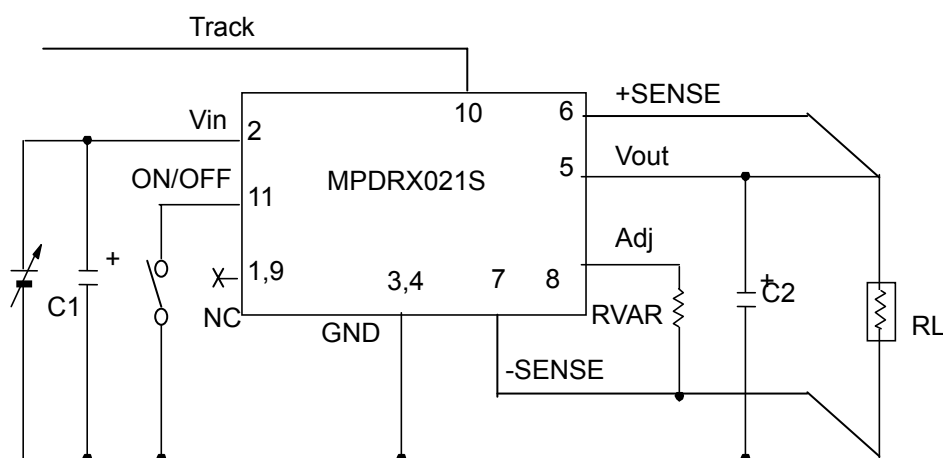 Track
10
6
+SENSE
Vin
2
Vout
5
MPDRX021S
ON/OFF
11
Adj
+
1,9
3,4
7
8
+
C1
C2
NC
RVAR
GND
RL
-SENSE